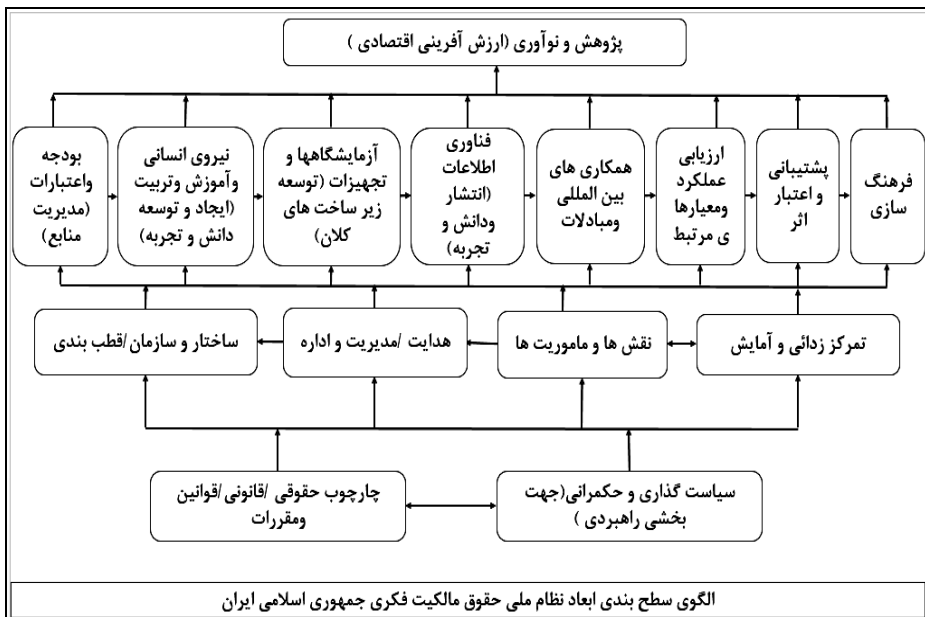 پژوهش و نوآوری (ارزش آفرینی اقتصادی )
فرهنگ
سازی
پشتیبانی
و اعتبار
اثر
ارزیابی
عملکرد
ومعیارها
ی مرتبط
همکاری های
بین المللی
ومبادلات
فناوری
اطلاعات
(انتشار
ودانش و
تجربه)
آزمایشگاهها و
تجهیزات (توسعه
زیر ساخت های
کلان)
نیروی انسانی
وآموزش وتربیت
(ایجاد و توسعه
دانش و تجربه)
بودجه
واعتبارات
(مدیریت
منابع)
تمرکز زدائی و آمایش
نقش ها و ماموریت ها
هدایت /مدیریت و اداره
ساختار و سازمان /قطب بندی
سیاست گذاری و حکمرانی(جهت
بخشی راهبردی )
چارچوب حقوقی /قانونی/قوانین
ومقررات
الگوی سطح بندی ابعاد نظام ملی حقوق مالکیت فکری جمهوری اسلامی ایران